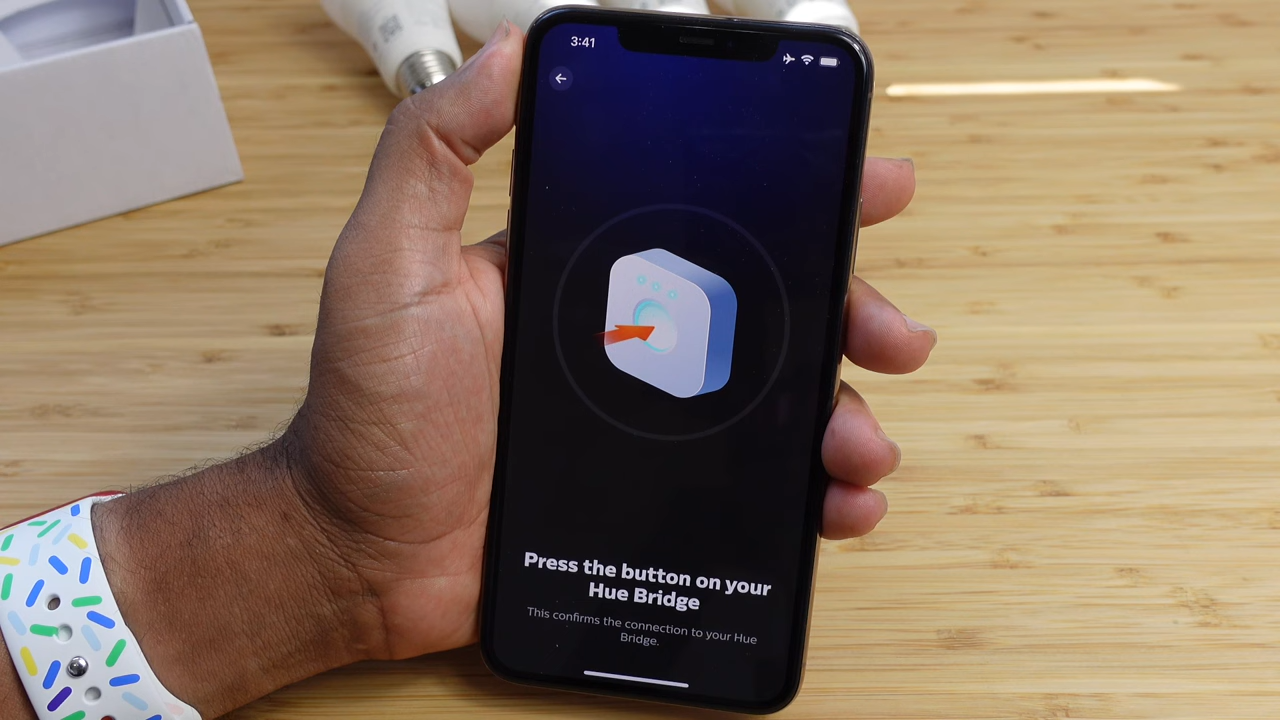 3:41
Press the button on your
Hue Bridge
This confirms the connection to your Hue
Bridge.